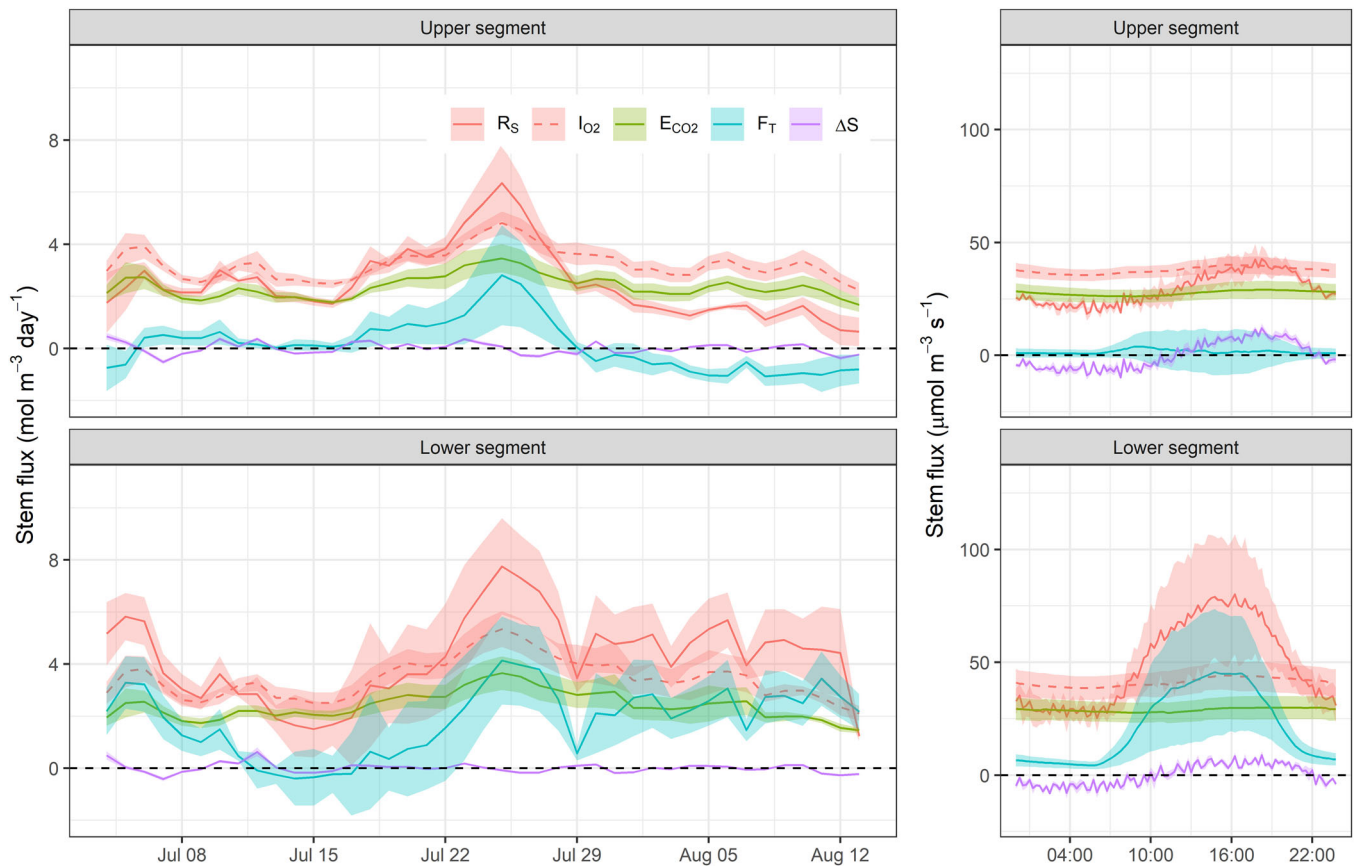 Upper segment
Upper segment
R_S I_O2 E_CO2 F_T ΔS
8
4
0
100
50
0
Stem flux (mol m⁻³ day⁻¹)
Stem flux (μmol m⁻³ s⁻¹)
Lower segment
Lower segment
8
4
0
100
50
0
Jul 08 Jul 15 Jul 22 Jul 29 Aug 05 Aug 12
04:00 10:00 16:00 22:00